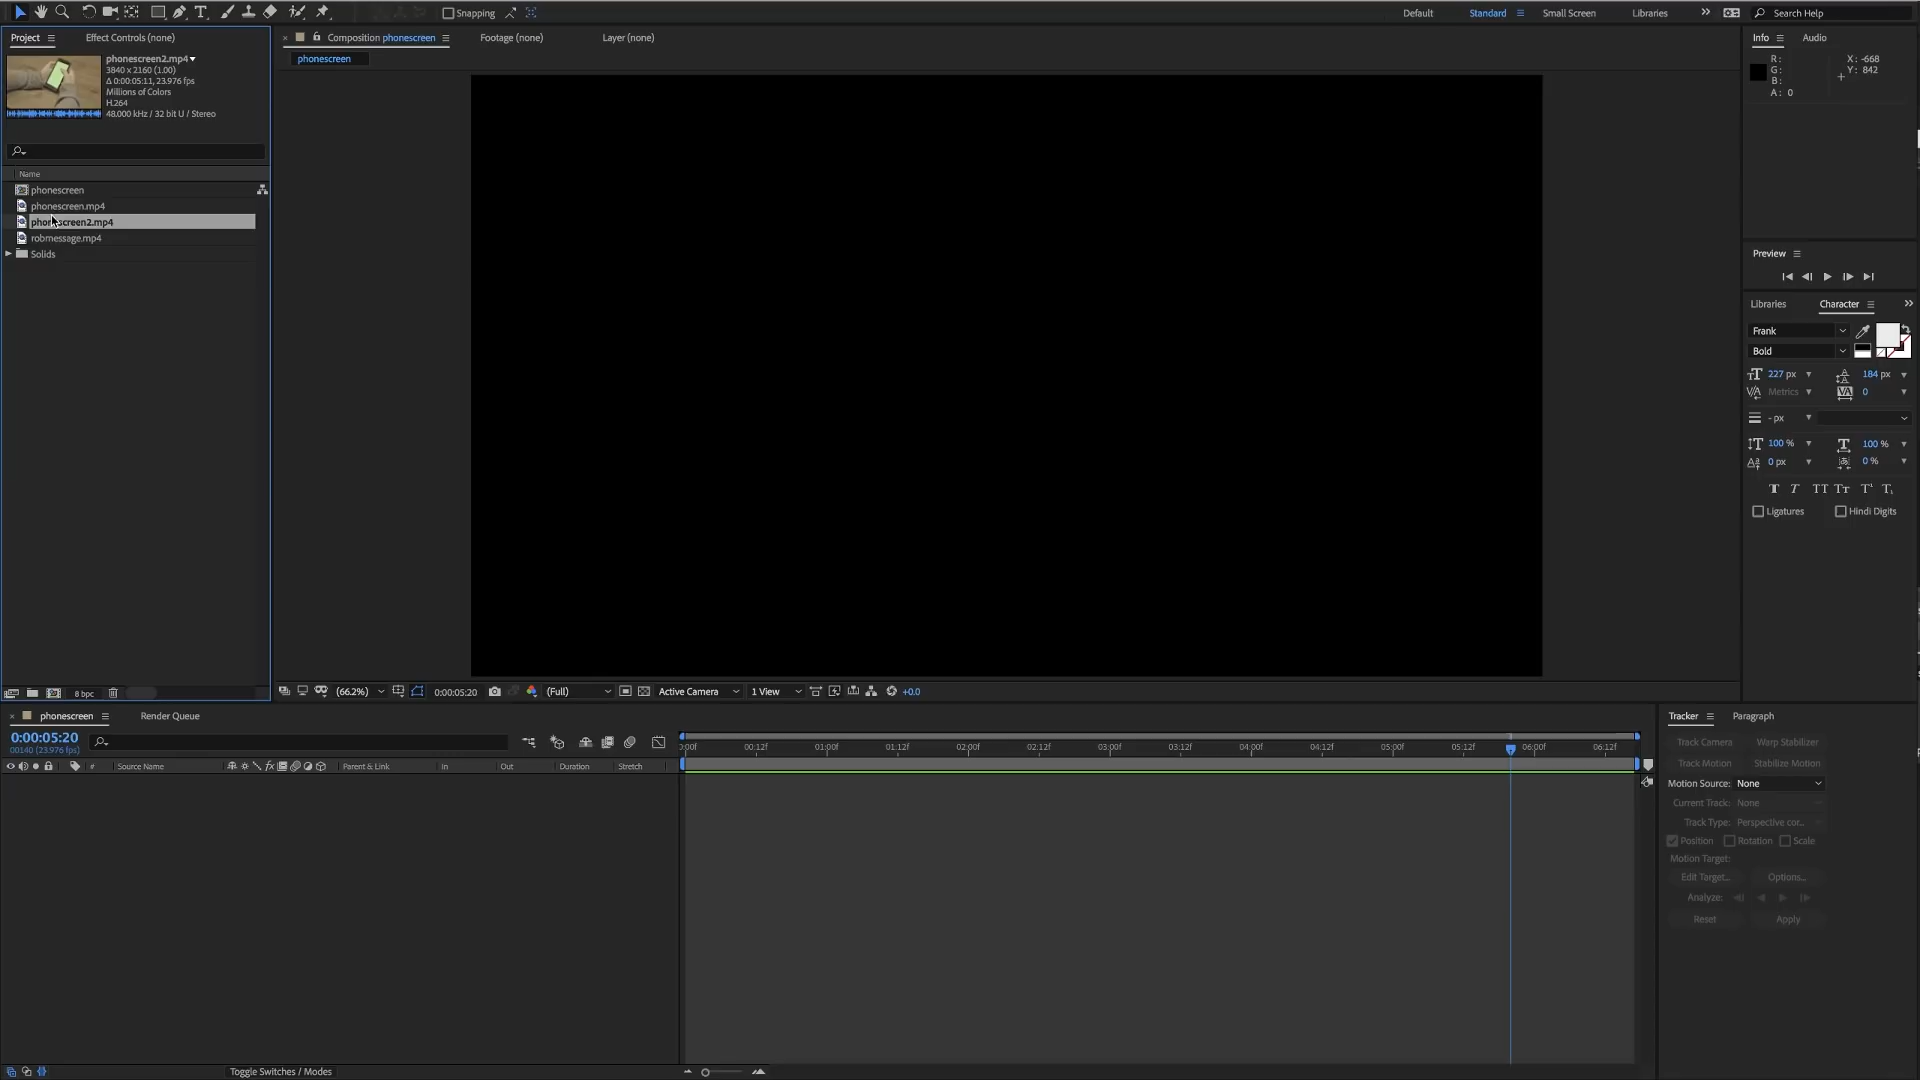 Snapping
Default
Standard
Small Screen
Libraries
Search Help
Project
Effect Controls (none)
Composition phonescreen
Footage (none)
Layer (none)
Info
Audio
phonescreen2.mp4
3840 x 2160 (1.00)
Δ 0:00:05:11, 23.976 fps
Millions of Colors
H.264
48.000 kHz / 32 bit U / Stereo
phonescreen
R:
G:
B:
A: 0
X: -668
Y: 842
Name
phonescreen
phonescreen.mp4
phonescreen2.mp4
robmessage.mp4
Solids
Preview
Libraries
Character
Frank
Bold
227 px
184 px
Metrics
0
- px
100 %
100 %
0 px
0 %
Ligatures
Hindi Digits
8 bpc
(66.2%)
0:00:05:20
(Full)
Active Camera
1 View
+0.0
phonescreen
Render Queue
Tracker
Paragraph
0:00:05:20
00140 (23.976 fps)
00:12f
01:00f
01:12f
02:00f
02:12f
03:00f
03:12f
04:00f
04:12f
05:00f
05:12f
06:00f
06:12f
#
Source Name
Parent & Link
In
Out
Duration
Stretch
Track Camera
Warp Stabilizer
Track Motion
Stabilize Motion
Motion Source: None
Current Track: None
Track Type: Perspective cor...
Position
Rotation
Scale
Motion Target:
Edit Target...
Options...
Analyze:
Reset
Apply
Toggle Switches / Modes